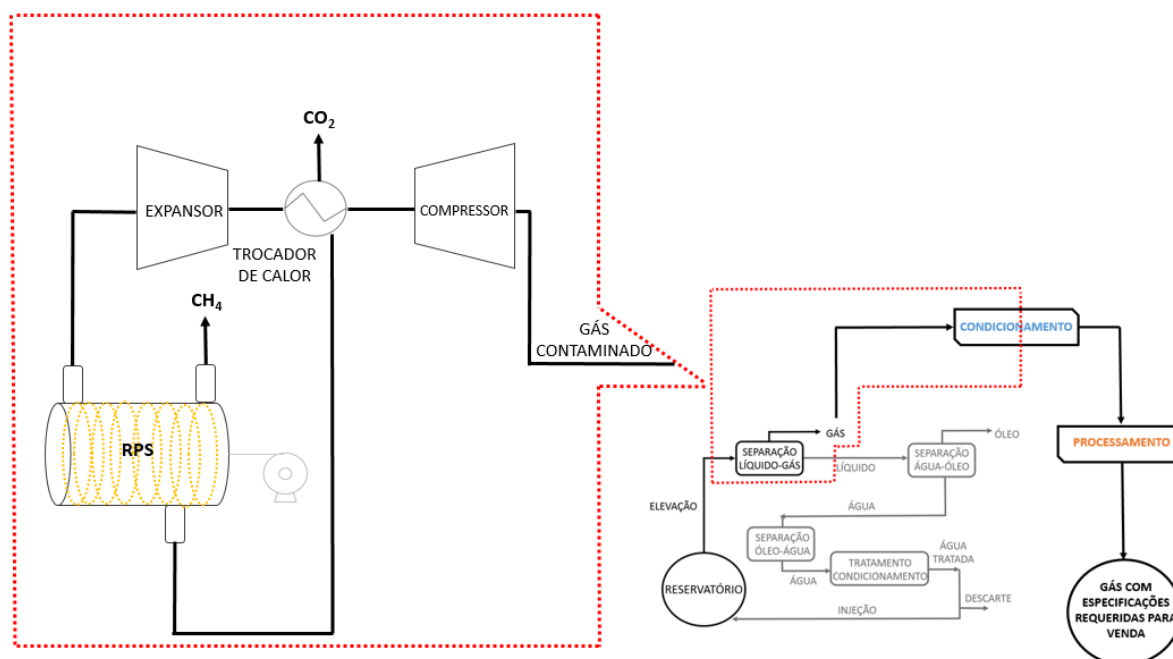 CO₂
EXPANSOR
COMPRESSOR
TROCADOR
DE CALOR
CH₄
GÁS
CONTAMINADO
RPS
CONDICIONAMENTO
GÁS
ÓLEO
SEPARAÇÃO
LÍQUIDO-GÁS
LÍQUIDO
SEPARAÇÃO
ÁGUA-ÓLEO
PROCESSAMENTO
ELEVAÇÃO
ÁGUA
SEPARAÇÃO
ÓLEO-ÁGUA
ÁGUA
TRATAMENTO
CONDICIONAMENTO
ÁGUA
TRATADA
RESERVATÓRIO
INJEÇÃO
DESCARTE
GÁS COM
ESPECIFICAÇÕES
REQUERIDAS PARA
VENDA